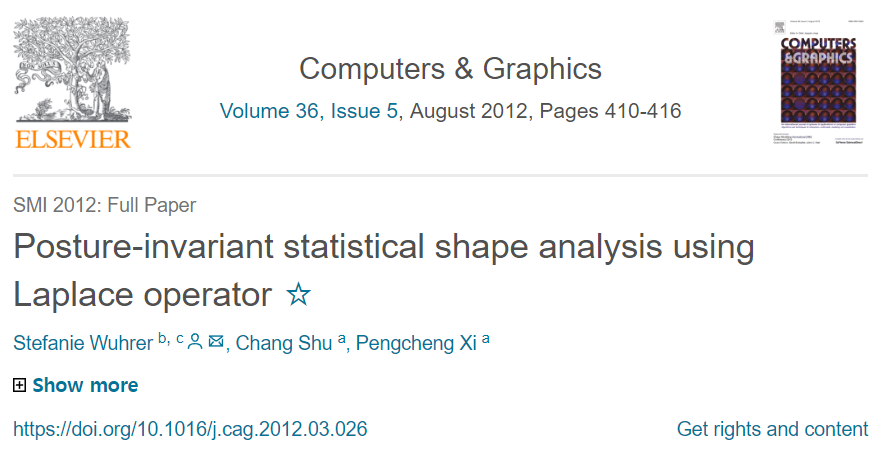 ELSEVIER
Computers & Graphics
Volume 36, Issue 5, August 2012, Pages 410-416
COMPUTERS
&GRAPHICS
SMI 2012: Full Paper
Posture-invariant statistical shape analysis using
Laplace operator ☆
Stefanie Wuhrer b, c, Chang Shu a, Pengcheng Xi a
Show more
https://doi.org/10.1016/j.cag.2012.03.026
Get rights and content